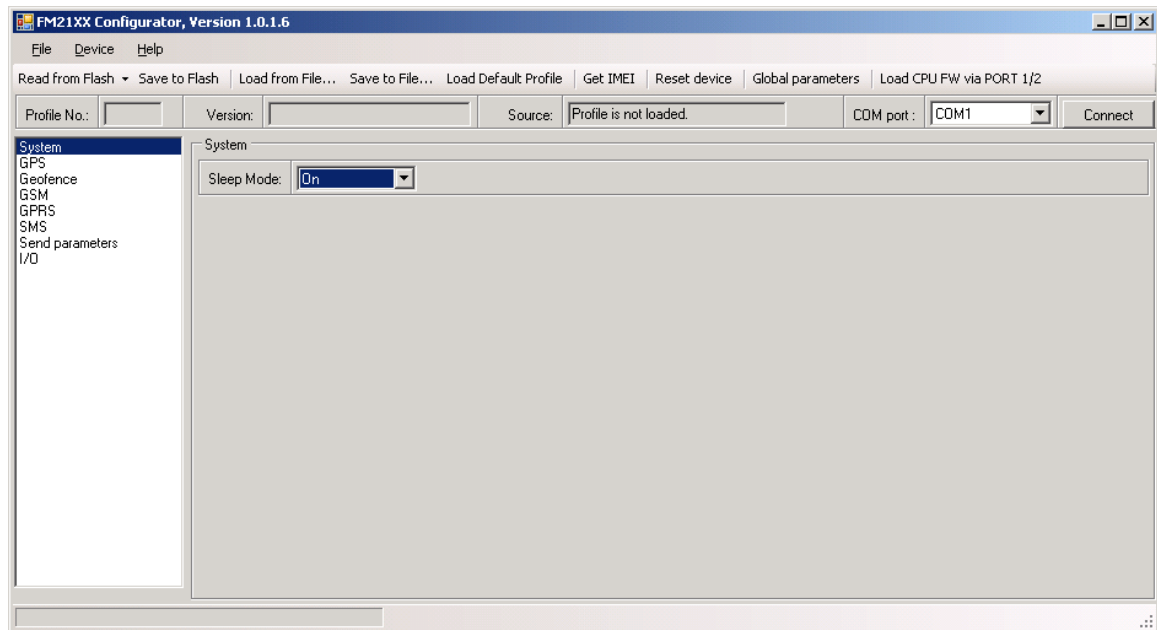 FM21XX Configurator, Version 1.0.1.6
File Device Help
Read from Flash Save to Flash Load from File... Save to File... Load Default Profile Get IMEI Reset device Global parameters Load CPU FW via PORT 1/2
Profile No.: Version: Source: Profile is not loaded. COM port : COM1 Connect
System
GPS
Geofence
GSM
GPRS
SMS
Send parameters
I/O
System
Sleep Mode: On